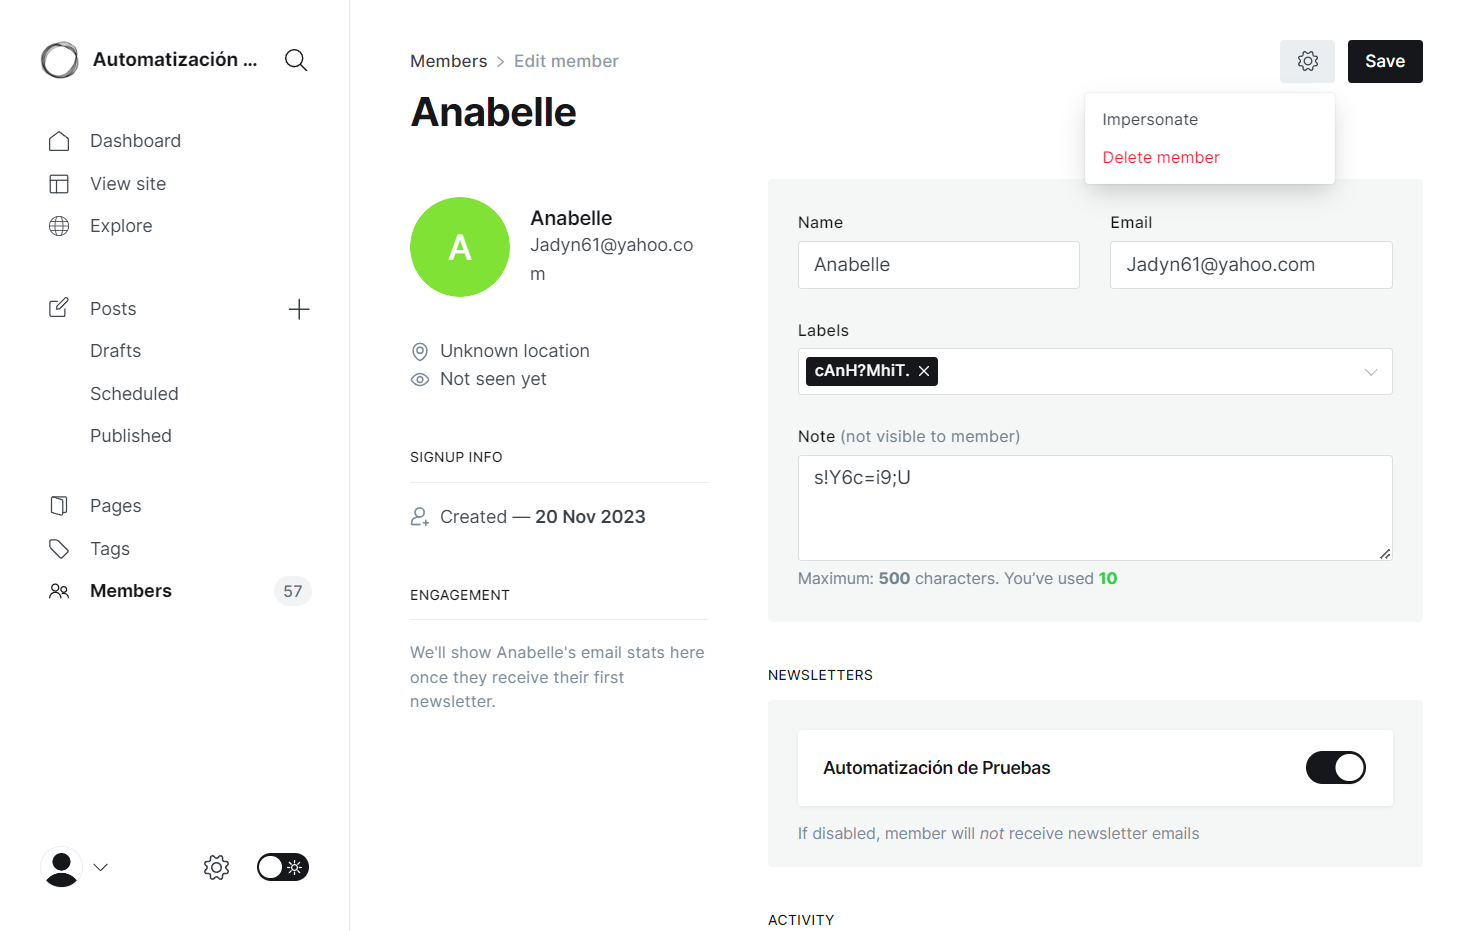 Automatización ...
Dashboard
View site
Explore
Posts
Drafts
Scheduled
Published
Pages
Tags
Members
57
Members > Edit member
Save
Anabelle
Impersonate
Delete member
A
Anabelle
Jadyn61@yahoo.co
m
Unknown location
Not seen yet
SIGNUP INFO
Created — 20 Nov 2023
ENGAGEMENT
We'll show Anabelle's email stats here
once they receive their first
newsletter.
Name
Email
Anabelle
Jadyn61@yahoo.com
Labels
cAnH?MhiT.
Note (not visible to member)
s!Y6c=i9;U
Maximum: 500 characters. You’ve used 10
NEWSLETTERS
Automatización de Pruebas
If disabled, member will not receive newsletter emails
ACTIVITY